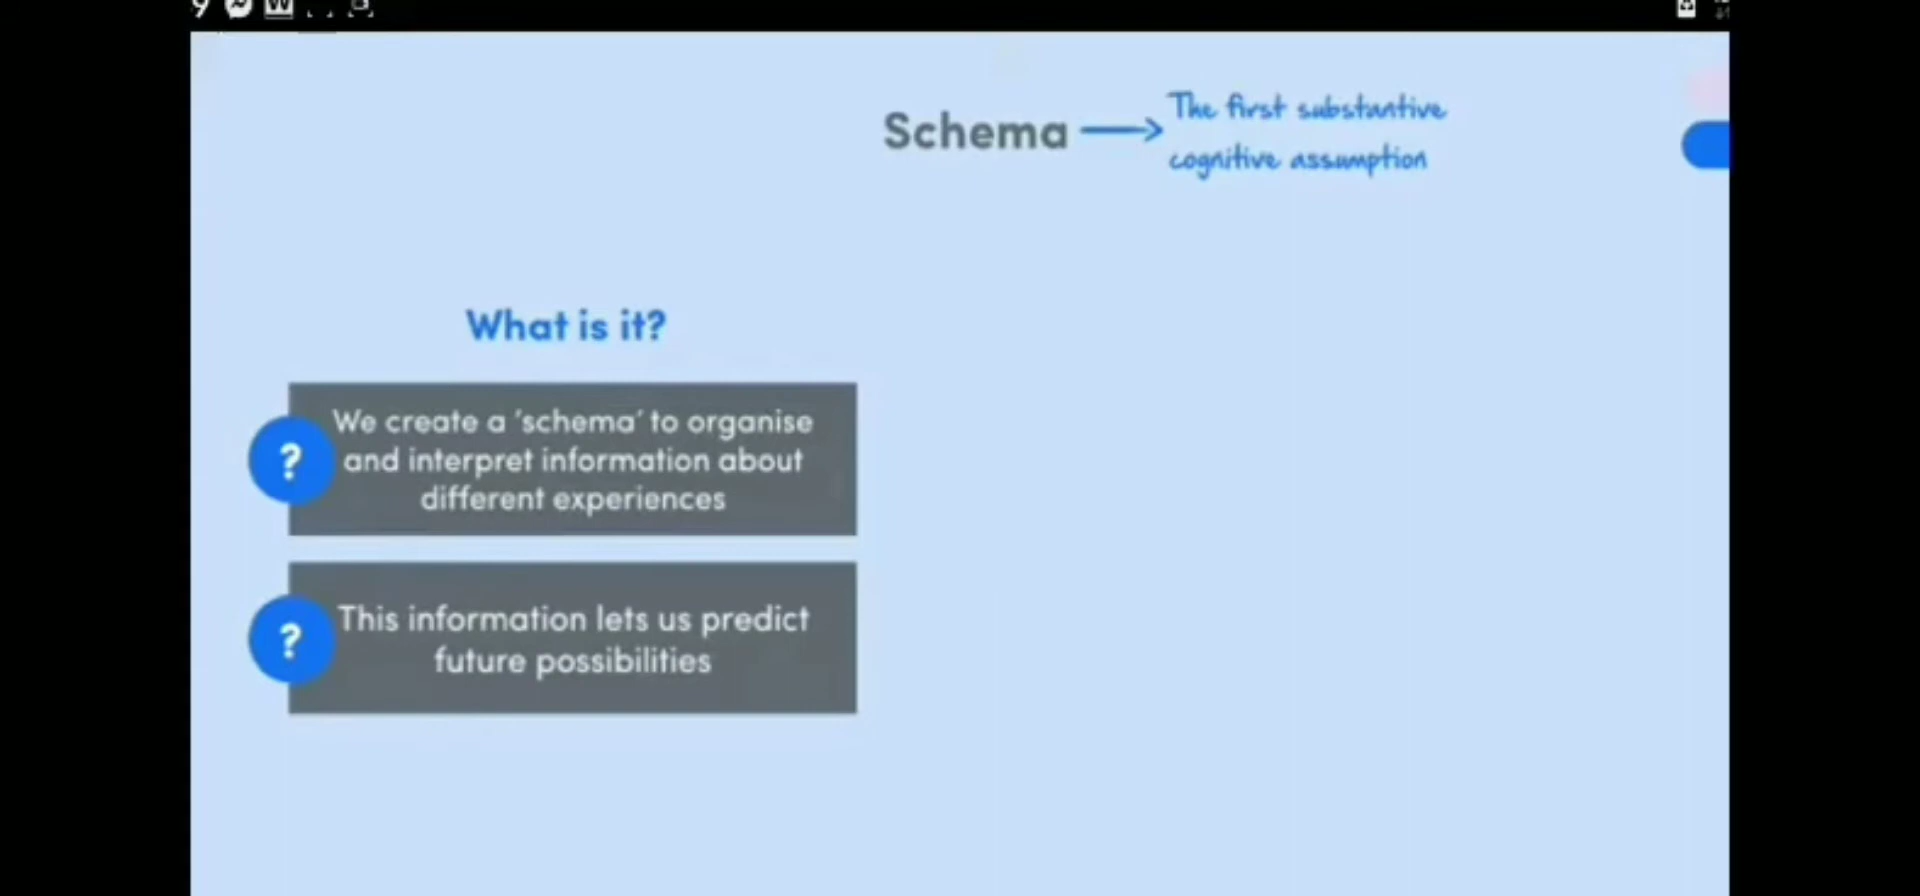 9
Schema
The first substantive
cognitive assumption
What is it?
? We create a ‘schema’ to organise
and interpret information about
different experiences
? This information lets us predict
future possibilities